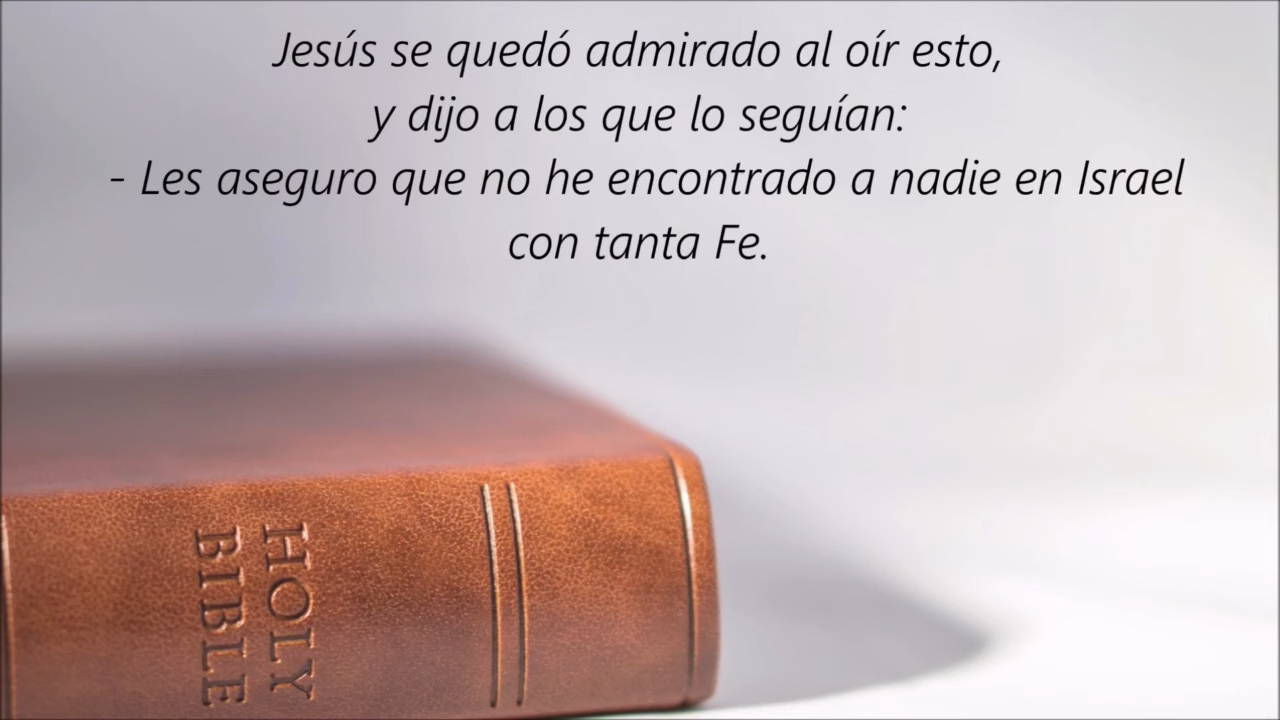 Jesús se quedó admirado al oír esto,
y dijo a los que lo seguían:
- Les aseguro que no he encontrado a nadie en Israel
con tanta Fe.
HOLY
BIBLE